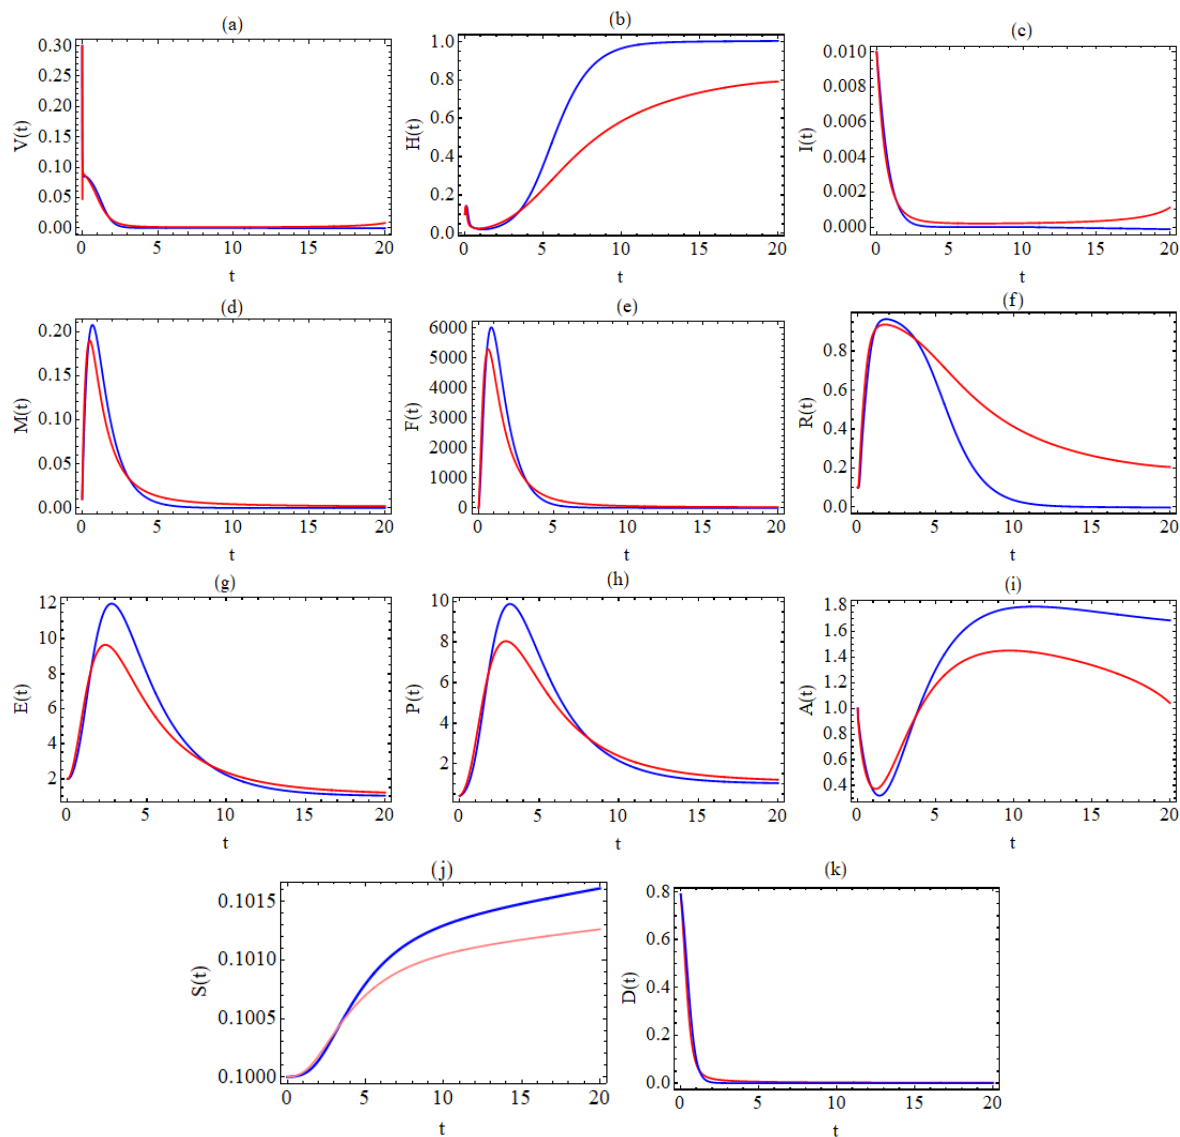 (a) (b) (c)
V(t) 0.30 0.25 0.20 0.15 0.10 0.05 0.00
0 5 10 15 20
t
H(t) 1.0 0.8 0.6 0.4 0.2 0.0
0 5 10 15 20
t
I(t) 0.010 0.008 0.006 0.004 0.002 0.000
0 5 10 15 20
t
(d) (e) (f)
M(t) 0.20 0.15 0.10 0.05 0.00
0 5 10 15 20
t
F(t) 6000 5000 4000 3000 2000 1000 0
0 5 10 15 20
t
R(t) 0.8 0.6 0.4 0.2 0.0
0 5 10 15 20
t
(g) (h) (i)
E(t) 12 10 8 6 4 2
0 5 10 15 20
t
P(t) 10 8 6 4 2
0 5 10 15 20
t
A(t) 1.8 1.6 1.4 1.2 1.0 0.8 0.6 0.4
0 5 10 15 20
t
(j) (k)
S(t) 0.1015 0.1010 0.1005 0.1000
0 5 10 15 20
t
D(t) 0.8 0.6 0.4 0.2 0.0
0 5 10 15 20
t